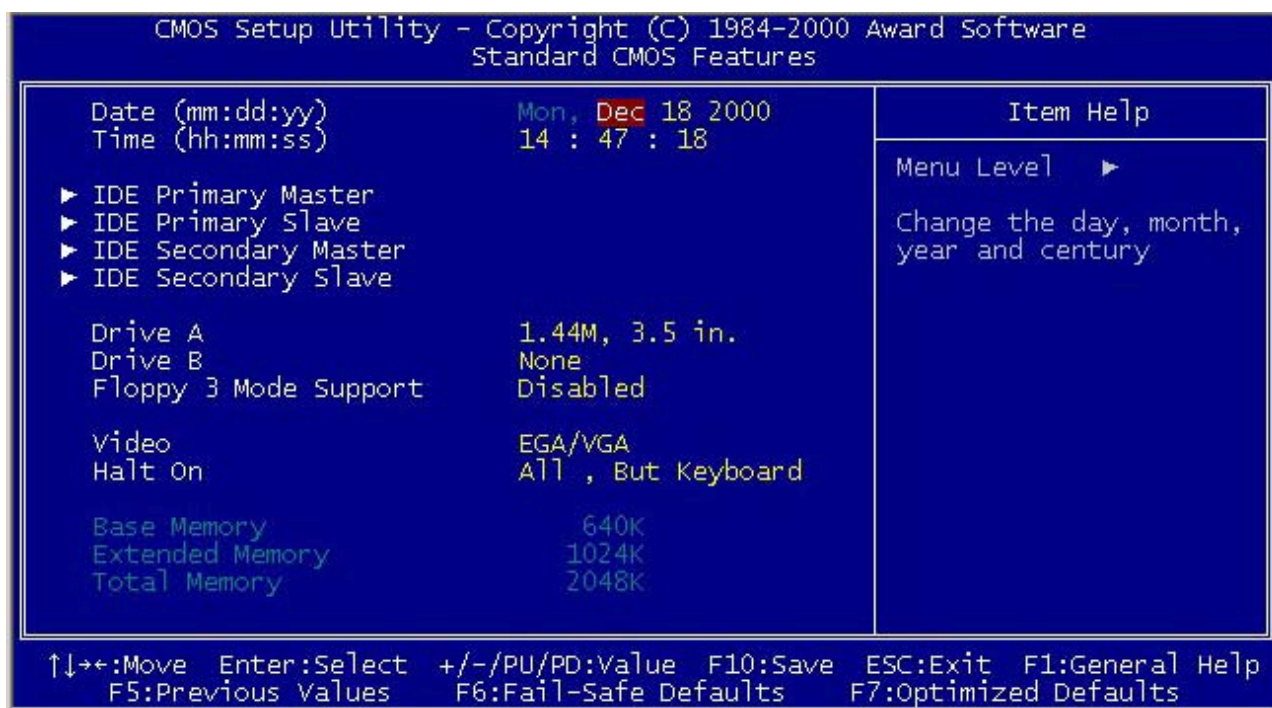 CMOS Setup Utility - Copyright (C) 1984-2000 Award Software
Standard CMOS Features
Date (mm:dd:yy) Mon, Dec 18 2000
Time (hh:mm:ss) 14 : 47 : 18
► IDE Primary Master
► IDE Primary Slave
► IDE Secondary Master
► IDE Secondary Slave
Drive A 1.44M, 3.5 in.
Drive B None
Floppy 3 Mode Support Disabled
Video EGA/VGA
Halt On All , But Keyboard
Base Memory 640K
Extended Memory 1024K
Total Memory 2048K
Item Help
Menu Level ►
Change the day, month,
year and century
↑↓→←:Move Enter:Select +/-/PU/PD:Value F10:Save ESC:Exit F1:General Help
F5:Previous Values F6:Fail-Safe Defaults F7:Optimized Defaults